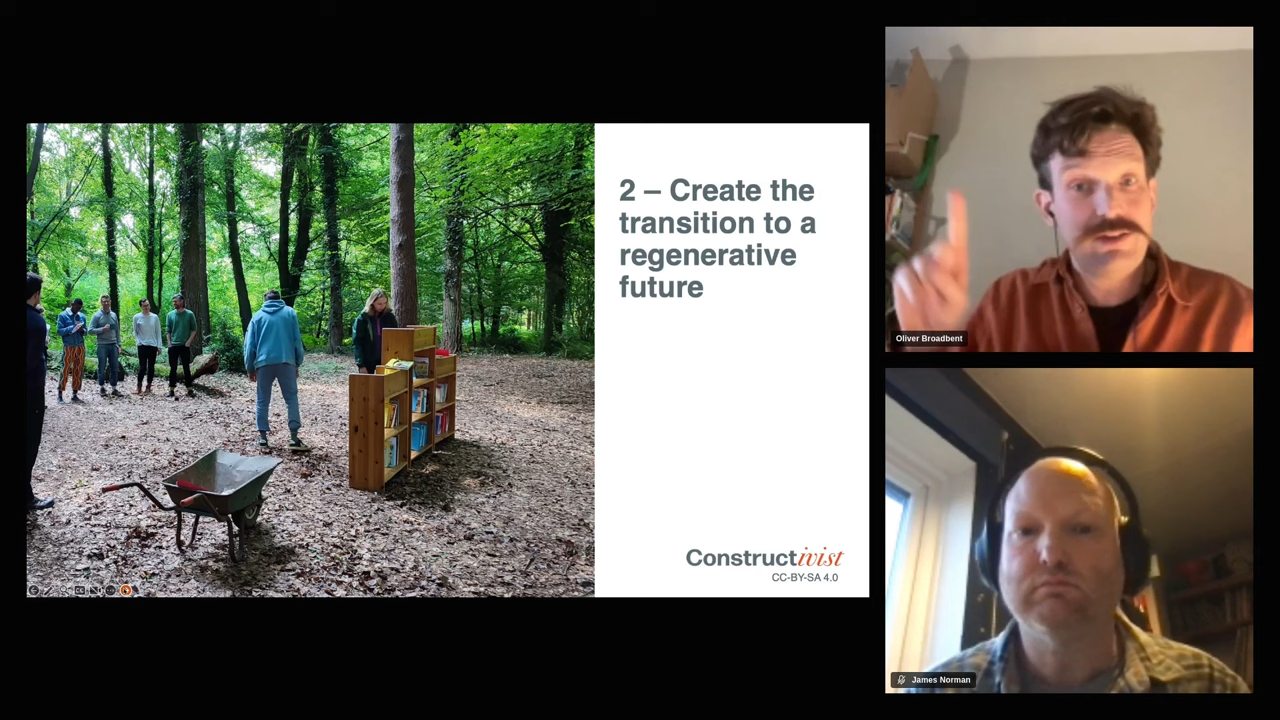 2 – Create the
transition to a
regenerative
future
Constructivist
CC-BY-SA 4.0
Oliver Broadbent
James Norman